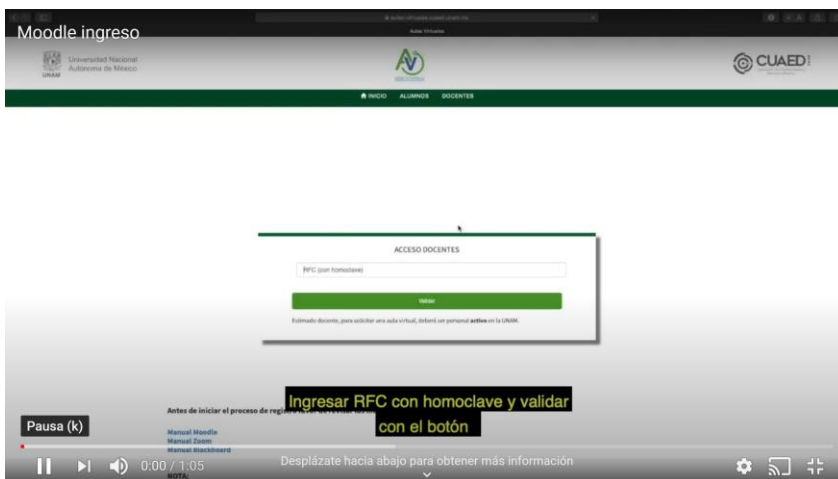 Moodle ingreso
Aulas Virtuales
UNAM
Universidad Nacional
Autónoma de México
AV
CUAED
INICIO ALUMNOS DOCENTES
ACCESO DOCENTES
RFC (con homoclave)
Validar
Estimado docente, para solicitar una aula virtual, deberá ser personal activo en la UNAM.
Ingresar RFC con homoclave y validar
con el botón
Antes de iniciar el proceso de
Manual Moodle
Manual Zoom
Manual Blackboard
NOTA:
Pausa (k)
0:00 / 1:05
Desplázate hacia abajo para obtener más información